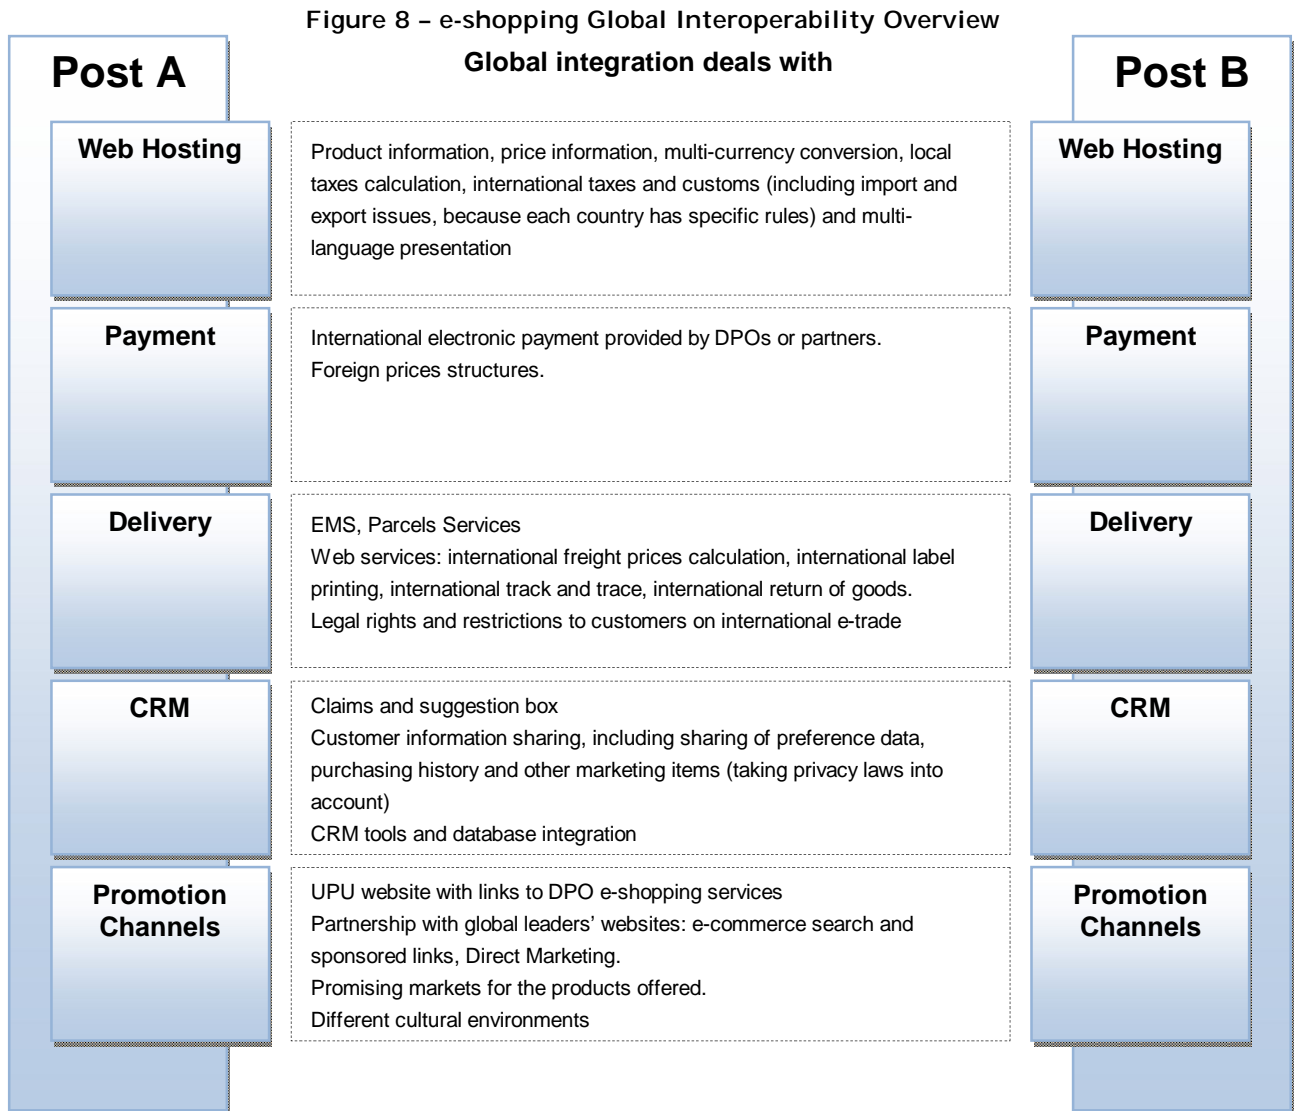 Figure 8 – e-shopping Global Interoperability Overview
Post A
Global integration deals with
Post B
Web Hosting
Product information, price information, multi-currency conversion, local
taxes calculation, international taxes and customs (including import and
export issues, because each country has specific rules) and multi-
language presentation
Web Hosting
Payment
International electronic payment provided by DPOs or partners.
Foreign prices structures.
Payment
Delivery
EMS, Parcels Services
Web services: international freight prices calculation, international label
printing, international track and trace, international return of goods.
Legal rights and restrictions to customers on international e-trade
Delivery
CRM
Claims and suggestion box
Customer information sharing, including sharing of preference data,
purchasing history and other marketing items (taking privacy laws into
account)
CRM tools and database integration
CRM
Promotion
Channels
UPU website with links to DPO e-shopping services
Partnership with global leaders’ websites: e-commerce search and
sponsored links, Direct Marketing.
Promising markets for the products offered.
Different cultural environments
Promotion
Channels